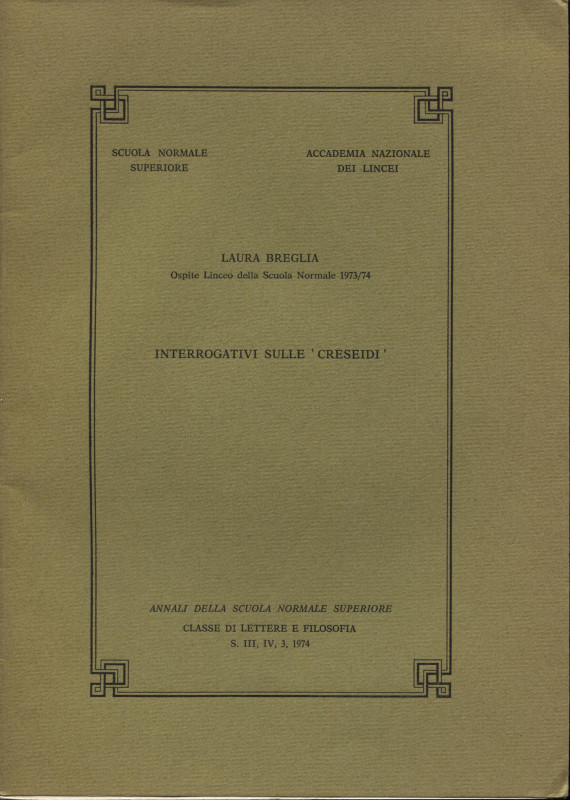 SCUOLA NORMALE
SUPERIORE
ACCADEMIA NAZIONALE
DEI LINCEI
LAURA BREGLIA
Ospite Linceo della Scuola Normale 1973/74
INTERROGATIVI SULLE ' CRESEIDI '
ANNALI DELLA SCUOLA NORMALE SUPERIORE
CLASSE DI LETTERE E FILOSOFIA
S. III, IV, 3, 1974